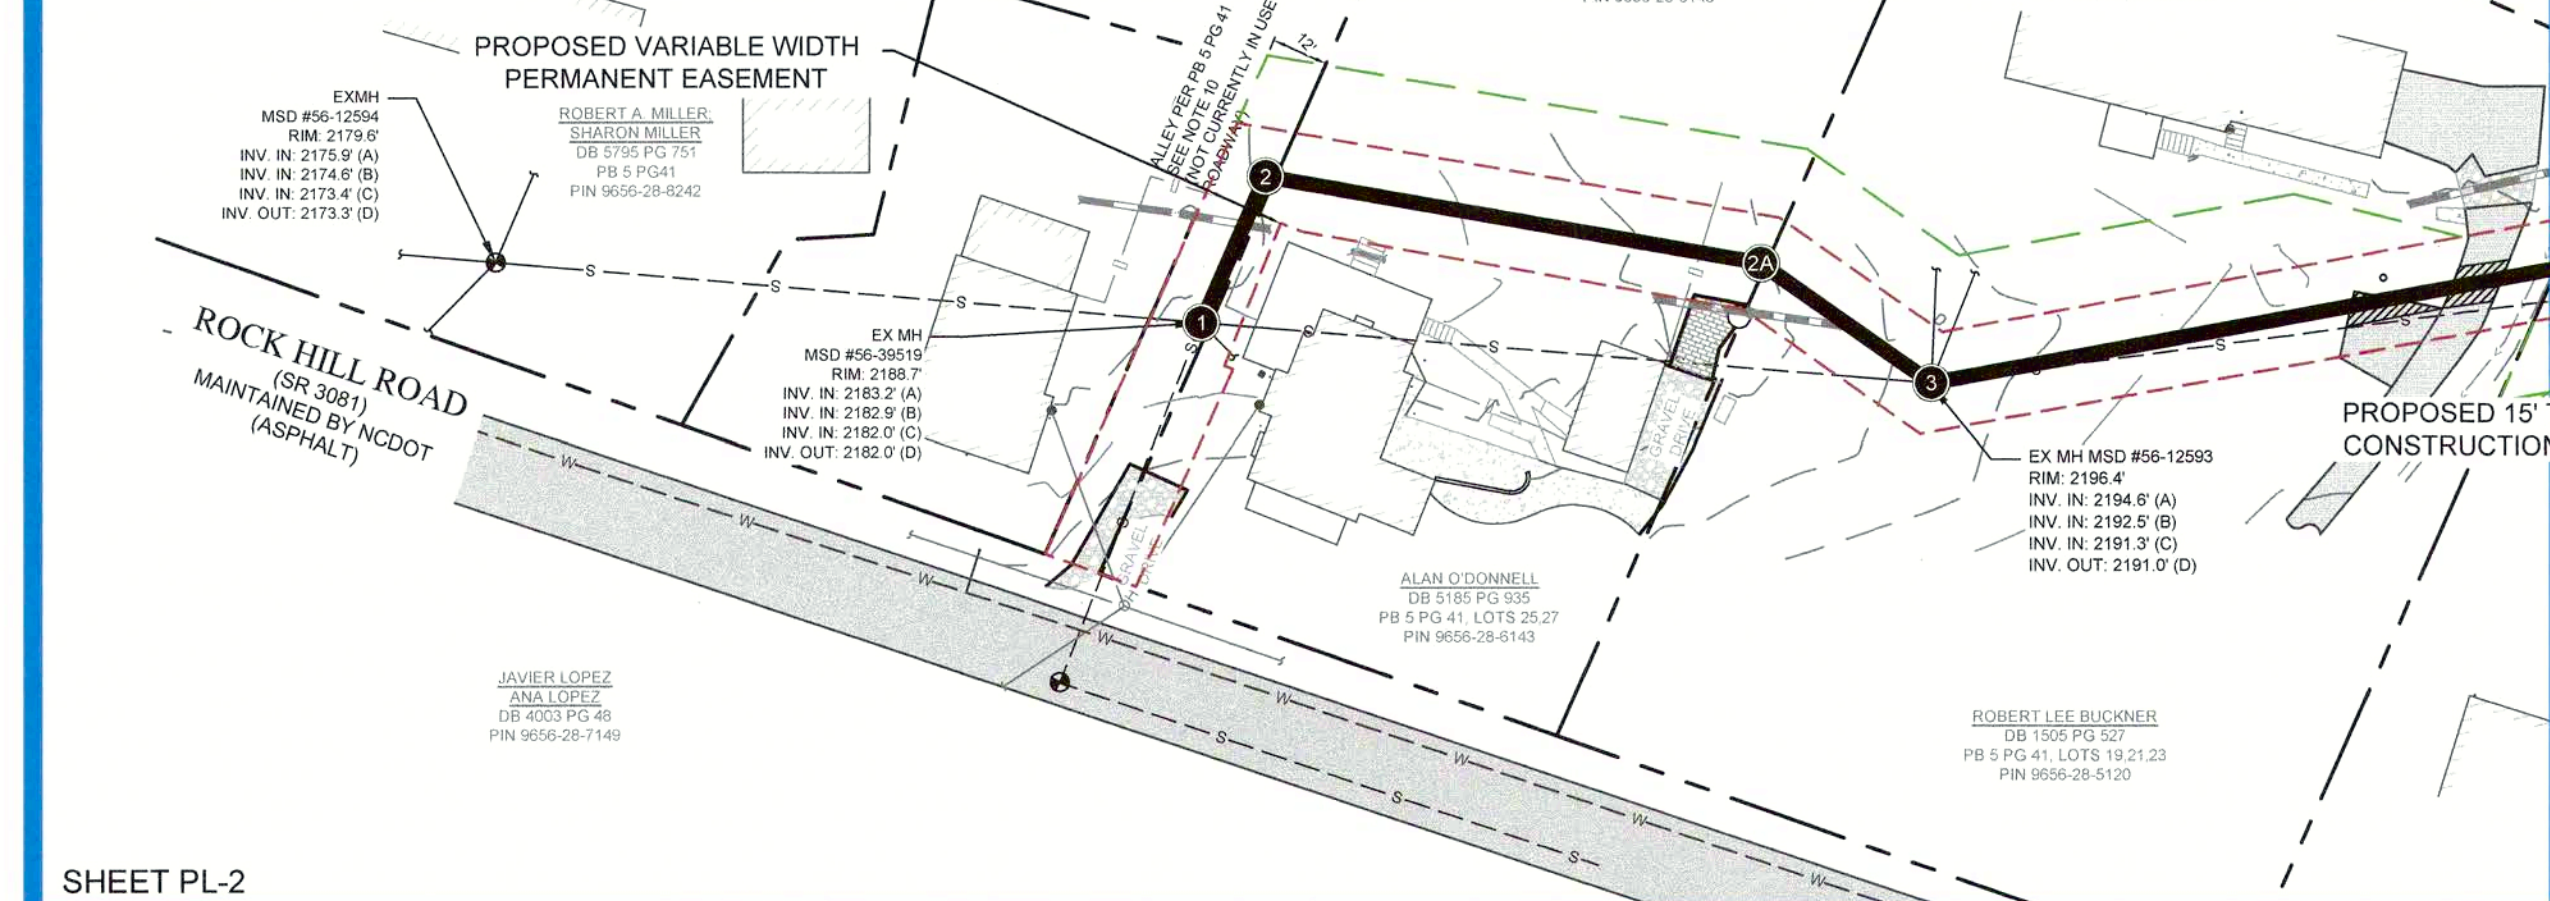 PROPOSED VARIABLE WIDTH
PERMANENT EASEMENT
EXMH
MSD #56-12594
RIM: 2179.6'
INV. IN: 2175.9' (A)
INV. IN: 2174.6' (B)
INV. IN: 2173.4' (C)
INV. OUT: 2173.3' (D)
ROBERT A. MILLER;
SHARON MILLER
DB 5795 PG 751
PB 5 PG41
PIN 9656-28-8242
ALLEY PER PB 5 PG 41
SEE NOTE 10
(NOT CURRENTLY IN USE
ROADWAY)
12'
2
2A
1
3
S
S
S
S
S
S
S
S
ROCK HILL ROAD
(SR 3081)
MAINTAINED BY NCDOT
(ASPHALT)
EX MH
MSD #56-39519
RIM: 2188.7'
INV. IN: 2183.2' (A)
INV. IN: 2182.9' (B)
INV. IN: 2182.0' (C)
INV. OUT: 2182.0' (D)
GRAVEL
DRIVE
GRAVEL
DRIVE
PROPOSED 15'
CONSTRUCTION
EX MH MSD #56-12593
RIM: 2196.4'
INV. IN: 2194.6' (A)
INV. IN: 2192.5' (B)
INV. IN: 2191.3' (C)
INV. OUT: 2191.0' (D)
W
W
W
W
W
W
W
W
S
S
S
ALAN O'DONNELL
DB 5185 PG 935
PB 5 PG 41, LOTS 25,27
PIN 9656-28-6143
JAVIER LOPEZ
ANA LOPEZ
DB 4003 PG 48
PIN 9656-28-7149
ROBERT LEE BUCKNER
DB 1505 PG 527
PB 5 PG 41, LOTS 19,21,23
PIN 9656-28-5120
SHEET PL-2